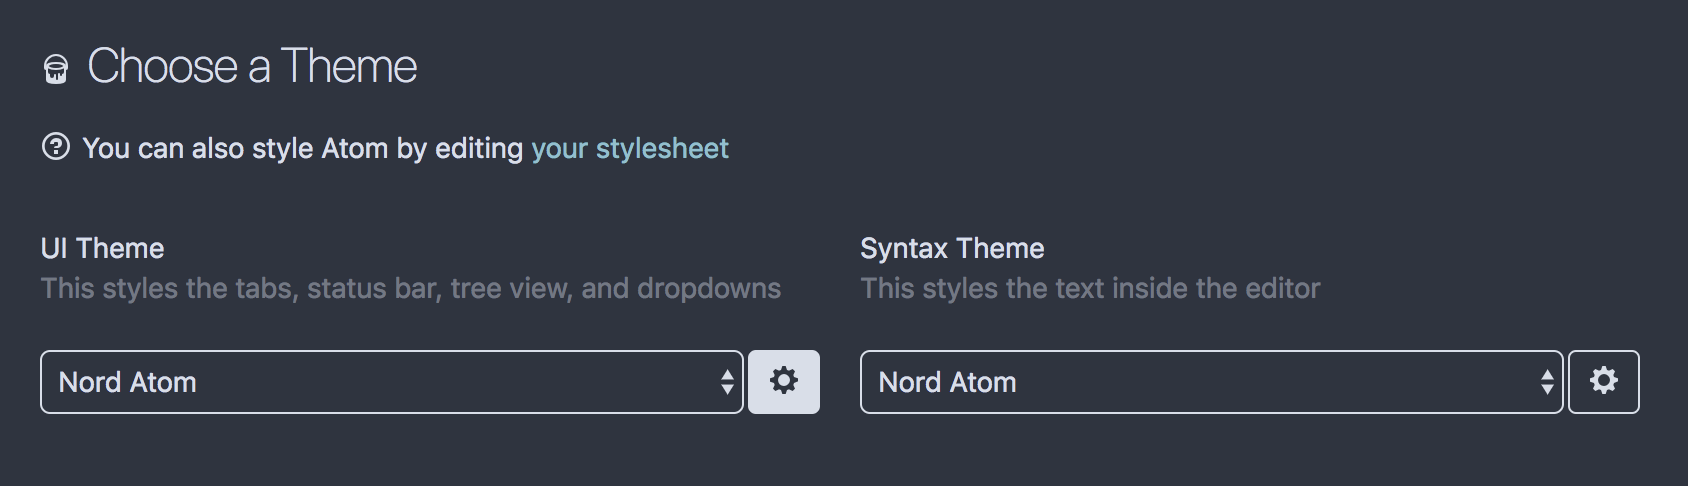 Choose a Theme
You can also style Atom by editing your stylesheet
UI Theme
This styles the tabs, status bar, tree view, and dropdowns
Nord Atom
Syntax Theme
This styles the text inside the editor
Nord Atom